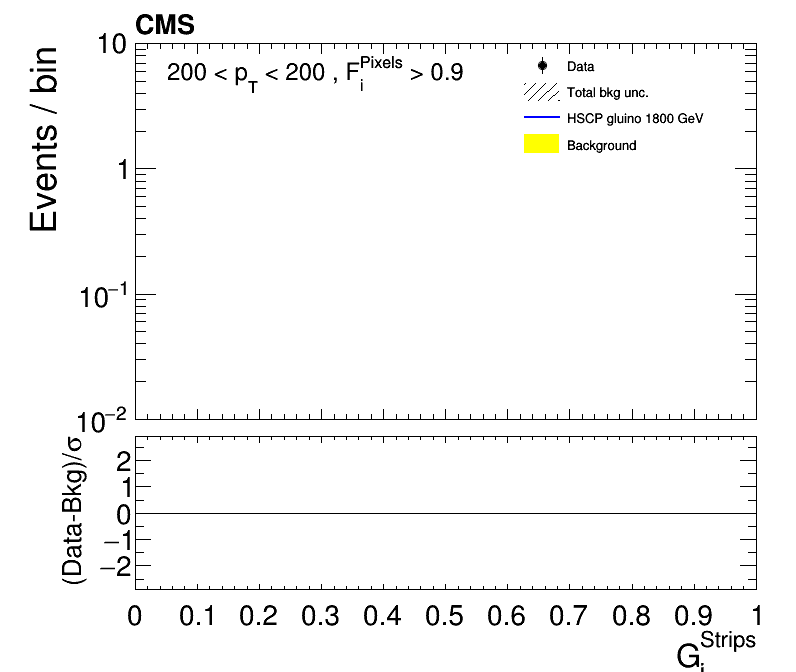 CMS
Events / bin
10
1
10⁻¹
10⁻²
200 < p_T < 200 , F_i^Pixels > 0.9
Data
Total bkg unc.
HSCP gluino 1800 GeV
Background
(Data-Bkg)/σ
2
1
0
−1
−2
0 0.1 0.2 0.3 0.4 0.5 0.6 0.7 0.8 0.9 1
G_i^Strips